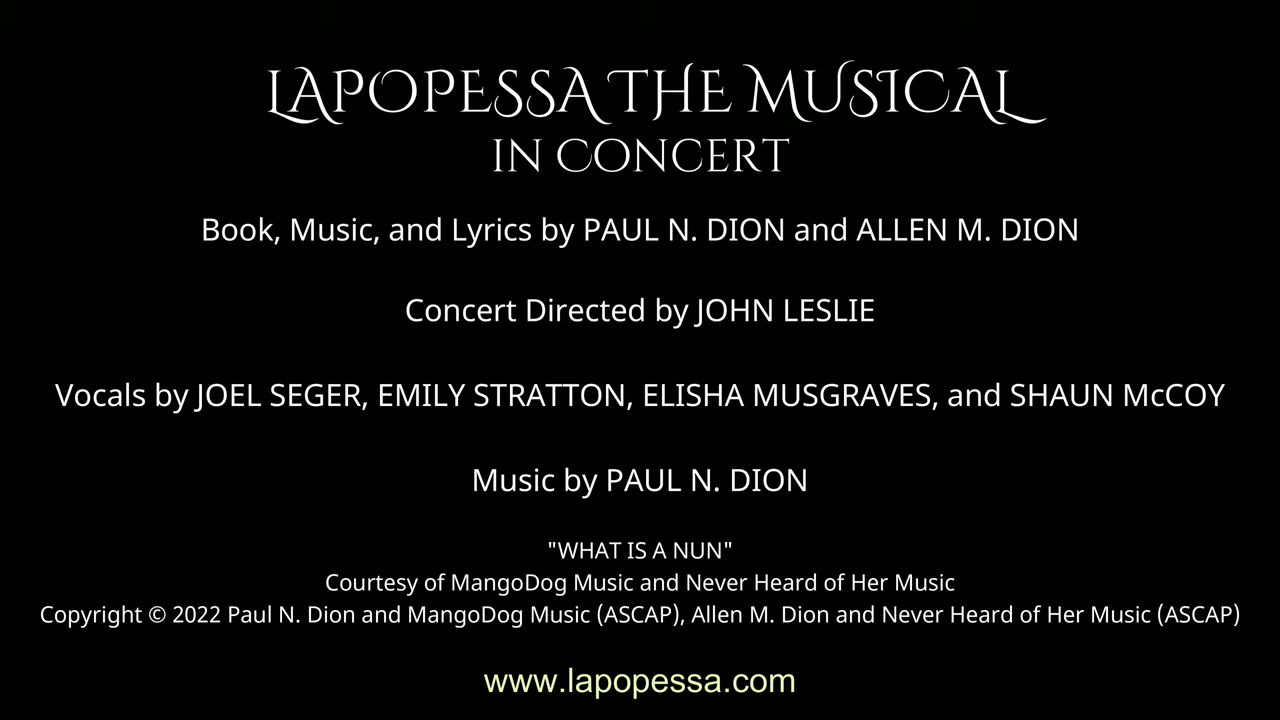 LAPOPESSA THE MUSICAL
IN CONCERT
Book, Music, and Lyrics by PAUL N. DION and ALLEN M. DION
Concert Directed by JOHN LESLIE
Vocals by JOEL SEGER, EMILY STRATTON, ELISHA MUSGRAVES, and SHAUN McCOY
Music by PAUL N. DION
"WHAT IS A NUN"
Courtesy of MangoDog Music and Never Heard of Her Music
Copyright © 2022 Paul N. Dion and MangoDog Music (ASCAP), Allen M. Dion and Never Heard of Her Music (ASCAP)
www.lapopessa.com